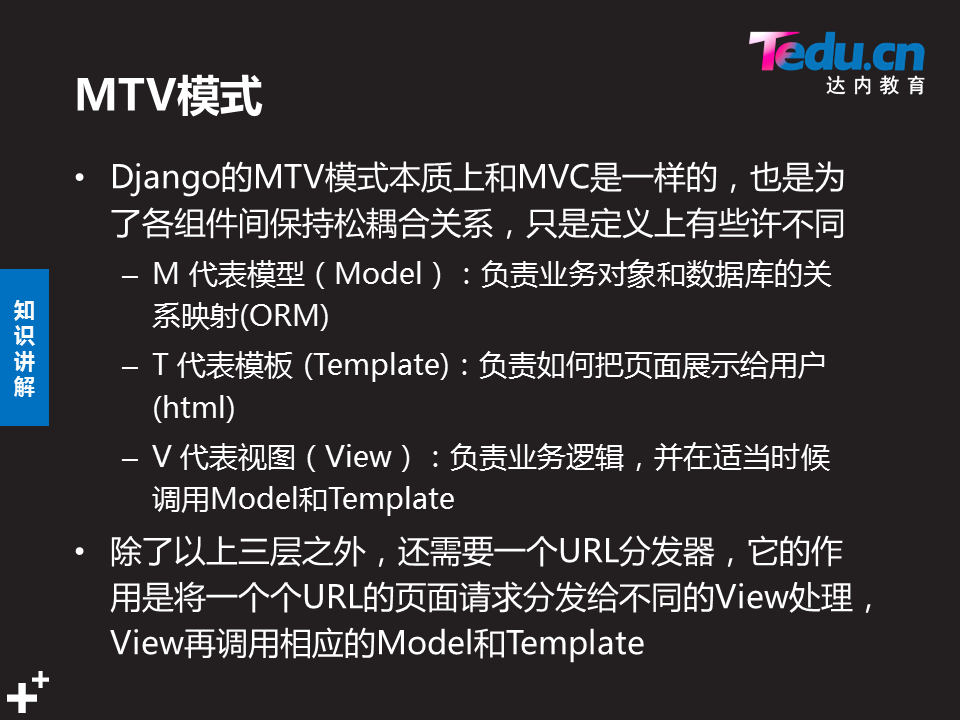 Tedu.cn
达内教育
MTV模式
• Django的MTV模式本质上和MVC是一样的，也是为
了各组件间保持松耦合关系，只是定义上有些许不同
– M 代表模型（Model）：负责业务对象和数据库的关
系映射(ORM)
– T 代表模板 (Template)：负责如何把页面展示给用户
(html)
– V 代表视图（View）：负责业务逻辑，并在适当时候
调用Model和Template
• 除了以上三层之外，还需要一个URL分发器，它的作
用是将一个个URL的页面请求分发给不同的View处理，
View再调用相应的Model和Template
知
识
讲
解